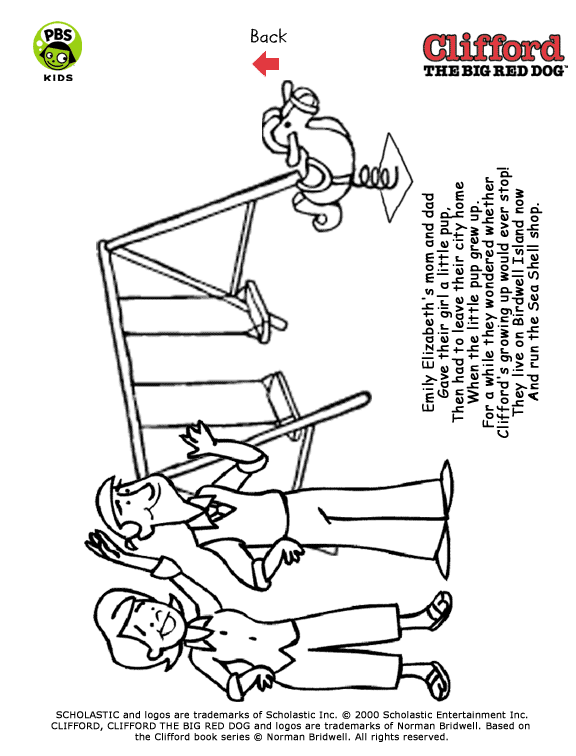 PBS
KIDS
Back
Clifford
THE BIG RED DOG™
Emily Elizabeth's mom and dad
Gave their girl a little pup,
Then had to leave their city home
When the little pup grew up.
For a while they wondered whether
Clifford's growing up would ever stop!
They live on Birdwell Island now
And run the Sea Shell shop.
SCHOLASTIC and logos are trademarks of Scholastic Inc. © 2000 Scholastic Entertainment Inc.
CLIFFORD, CLIFFORD THE BIG RED DOG and logos are trademarks of Norman Bridwell. Based on
the Clifford book series © Norman Bridwell. All rights reserved.